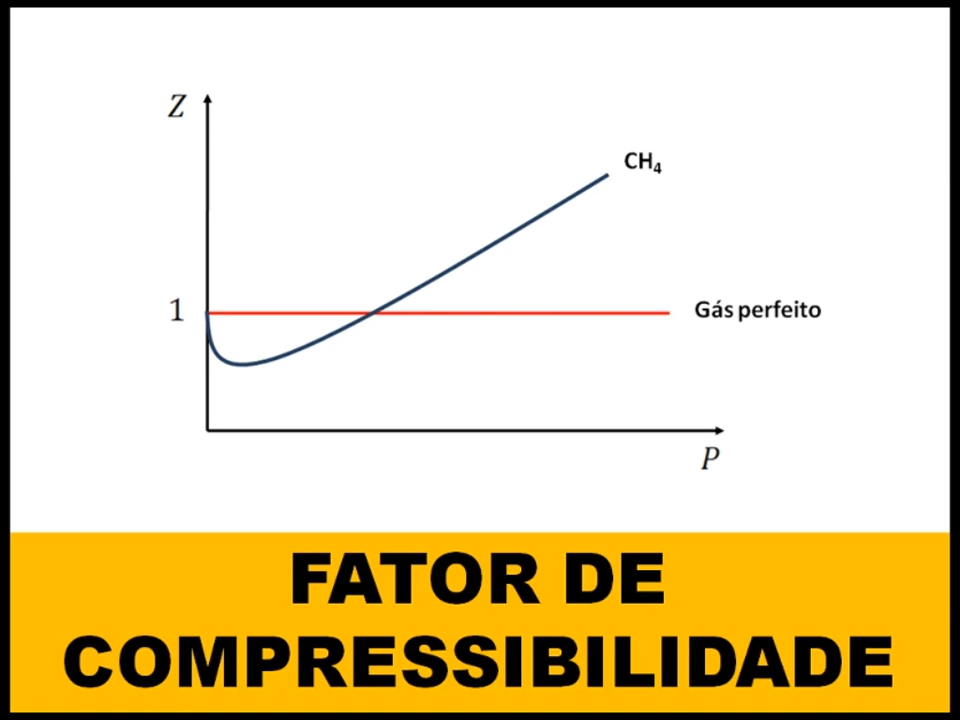 Z
CH₄
1
Gás perfeito
P
FATOR DE
COMPRESSIBILIDADE